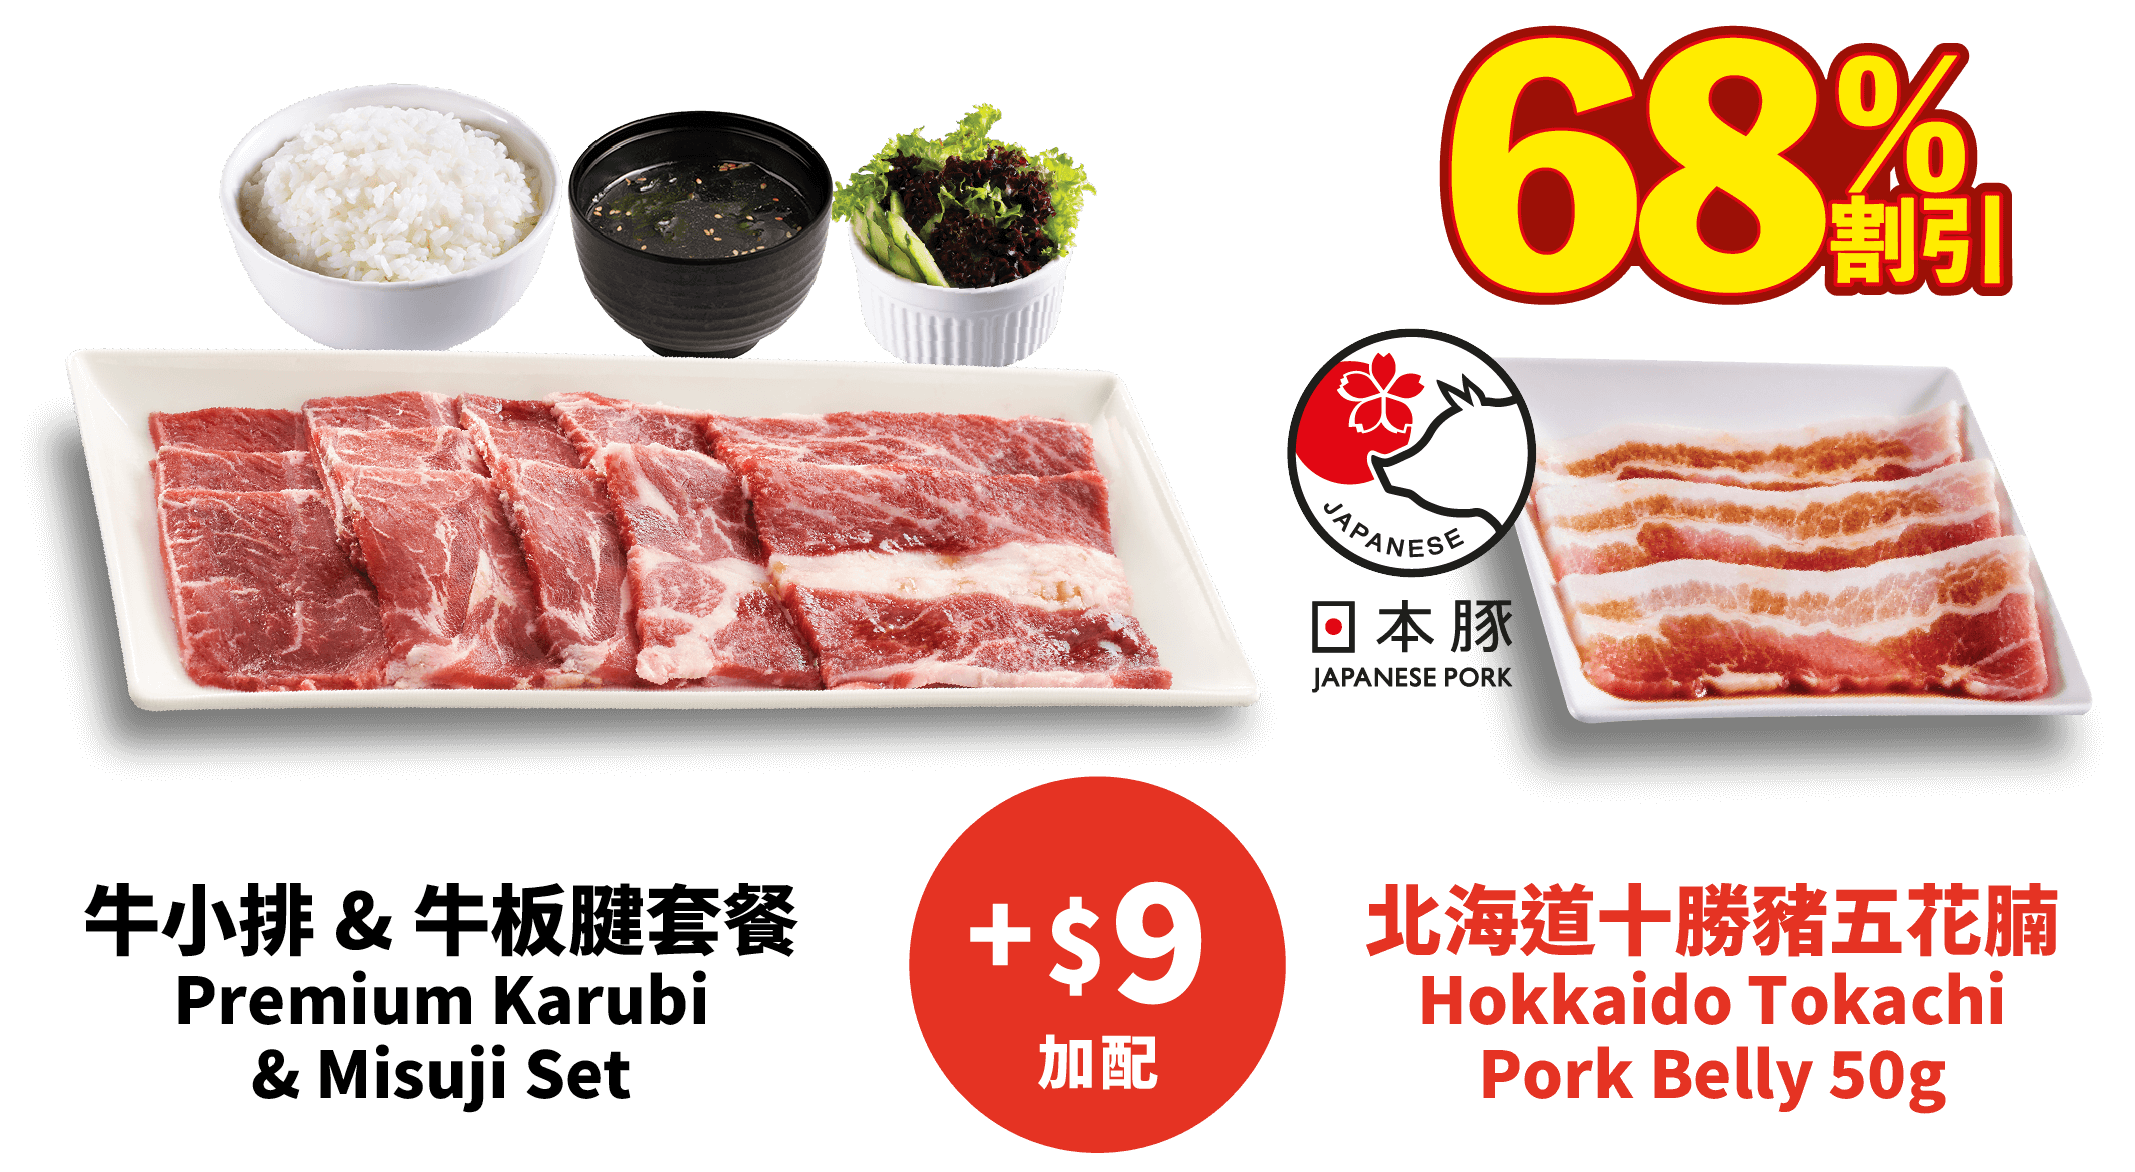 68%
割引
JAPANESE
日本豚
JAPANESE PORK
牛小排 & 牛板腱套餐
Premium Karubi
& Misuji Set
+$9
加配
北海道十勝豬五花腩
Hokkaido Tokachi
Pork Belly 50g